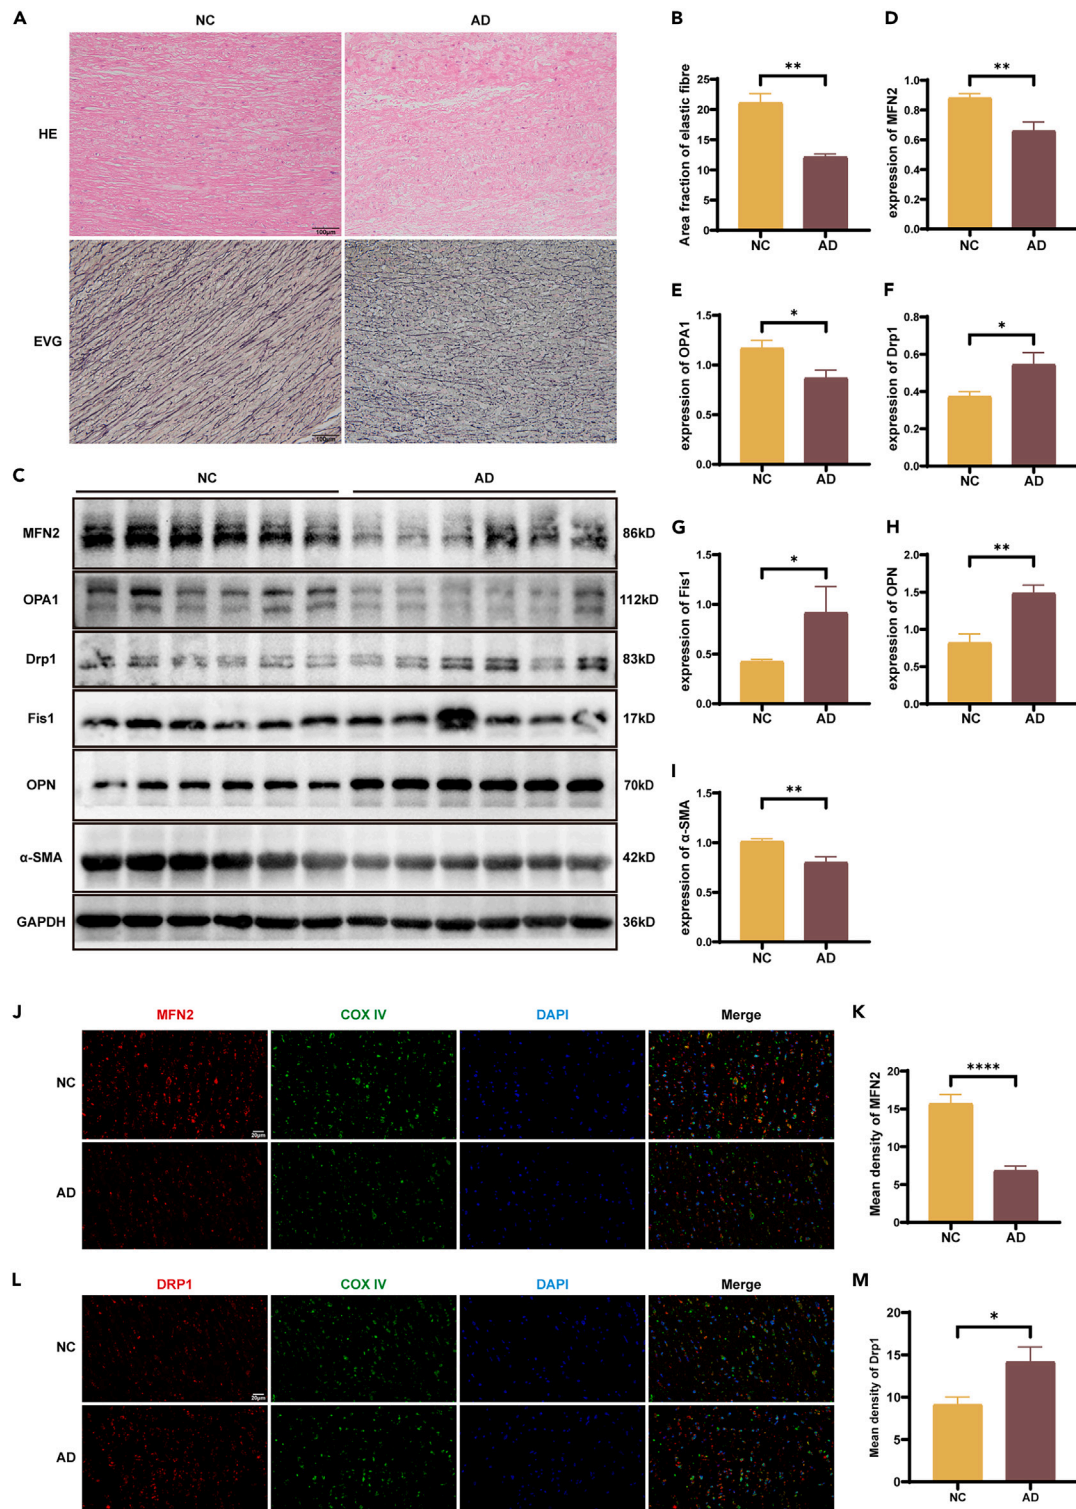 A
NC
AD
HE
100µm
EVG
100µm
B
Area fraction of elastic fibre
25
20
15
10
5
0
**
NC
AD
D
expression of MFN2
1.0
0.8
0.6
0.4
0.2
0.0
**
NC
AD
E
expression of OPA1
1.5
1.0
0.5
0.0
*
NC
AD
F
expression of Drp1
0.8
0.6
0.4
0.2
0.0
*
NC
AD
C
NC
AD
MFN2
86kD
OPA1
112kD
Drp1
83kD
Fis1
17kD
OPN
70kD
α-SMA
42kD
GAPDH
36kD
G
expression of Fis1
1.5
1.0
0.5
0.0
*
NC
AD
H
expression of OPN
2.0
1.5
1.0
0.5
0.0
**
NC
AD
I
expression of α-SMA
1.5
1.0
0.5
0.0
**
NC
AD
J
MFN2
COX IV
DAPI
Merge
NC
20µm
AD
K
Mean density of MFN2
20
15
10
5
0
****
NC
AD
L
DRP1
COX IV
DAPI
Merge
NC
20µm
AD
M
Mean density of Drp1
20
15
10
5
0
*
NC
AD